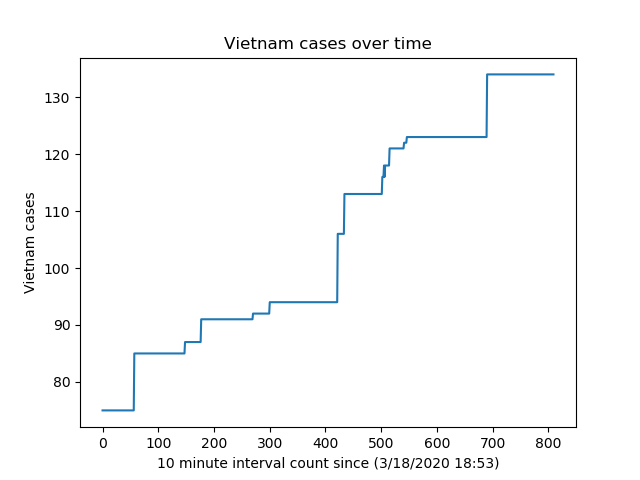 Vietnam cases over time
130
120
110
100
90
80
Vietnam cases
0 100 200 300 400 500 600 700 800
10 minute interval count since (3/18/2020 18:53)